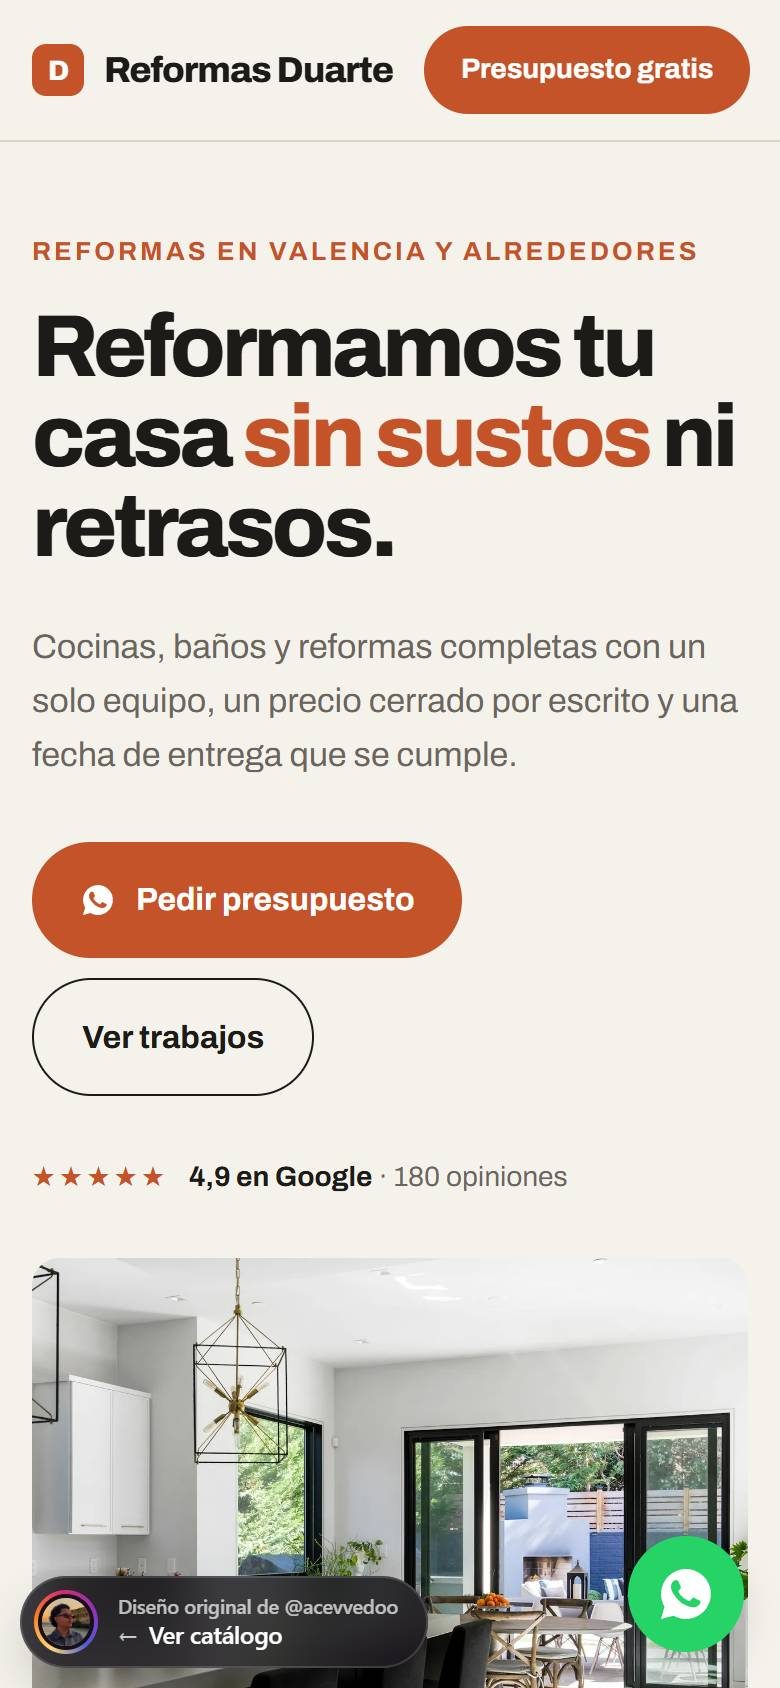 D
Reformas Duarte
Presupuesto gratis
REFORMAS EN VALENCIA Y ALREDEDORES
Reformamos tu
casa sin sustos ni
retrasos.
Cocinas, baños y reformas completas con un
solo equipo, un precio cerrado por escrito y una
fecha de entrega que se cumple.
Pedir presupuesto
Ver trabajos
★★★★★ 4,9 en Google · 180 opiniones
Diseño original de @acevvedoo
← Ver catálogo